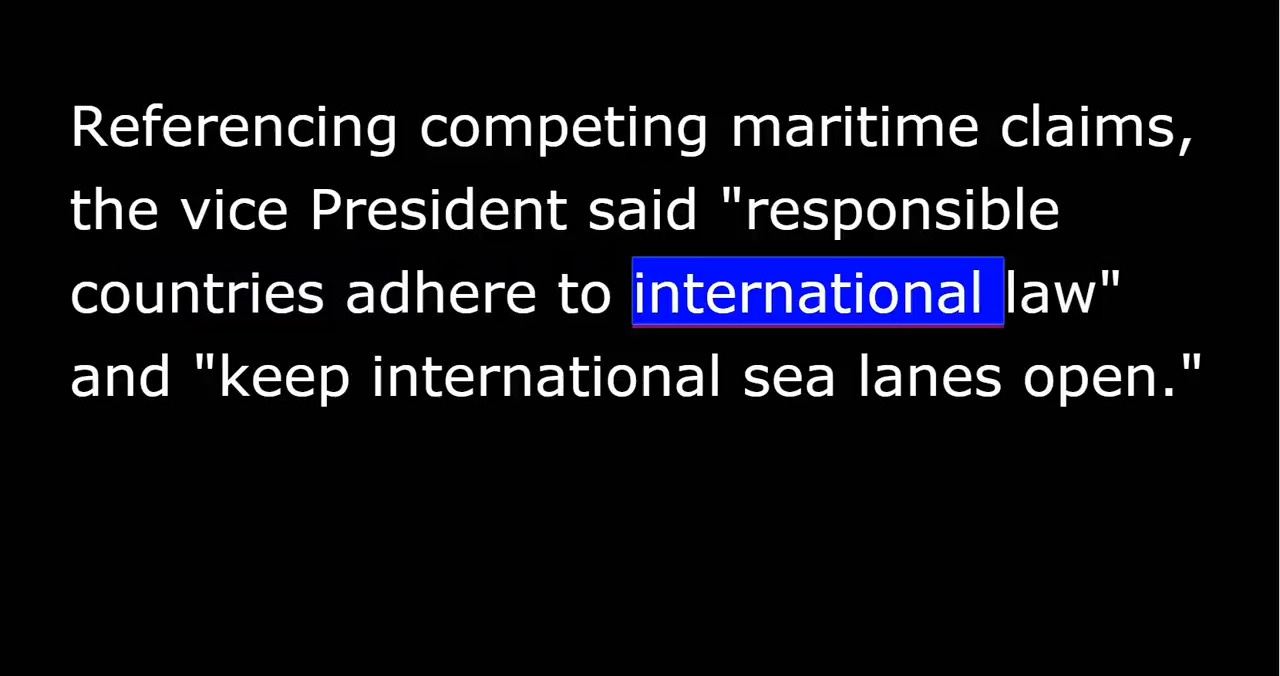 Referencing competing maritime claims,
the vice President said "responsible
countries adhere to international law"
and "keep international sea lanes open."